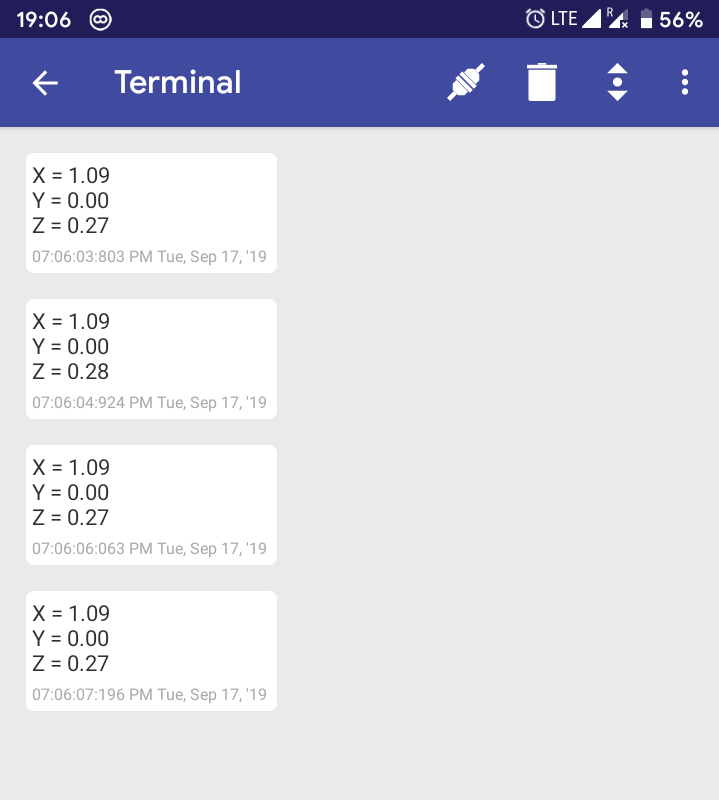 19:06 LTE R 56%
Terminal
X = 1.09
Y = 0.00
Z = 0.27
07:06:03:803 PM Tue, Sep 17, '19
X = 1.09
Y = 0.00
Z = 0.28
07:06:04:924 PM Tue, Sep 17, '19
X = 1.09
Y = 0.00
Z = 0.27
07:06:06:063 PM Tue, Sep 17, '19
X = 1.09
Y = 0.00
Z = 0.27
07:06:07:196 PM Tue, Sep 17, '19